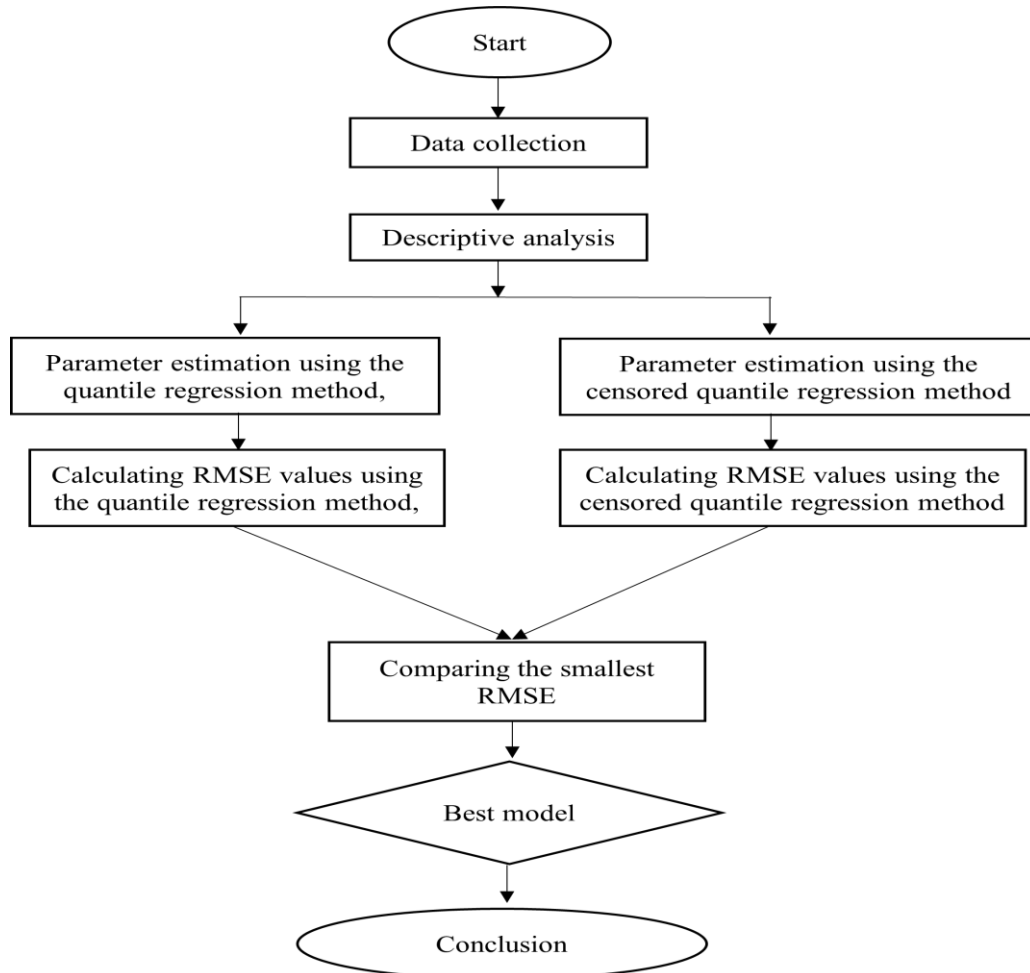 Start
Data collection
Descriptive analysis
Parameter estimation using the
quantile regression method,
Parameter estimation using the
censored quantile regression method
Calculating RMSE values using
the quantile regression method,
Calculating RMSE values using the
censored quantile regression method
Comparing the smallest
RMSE
Best model
Conclusion